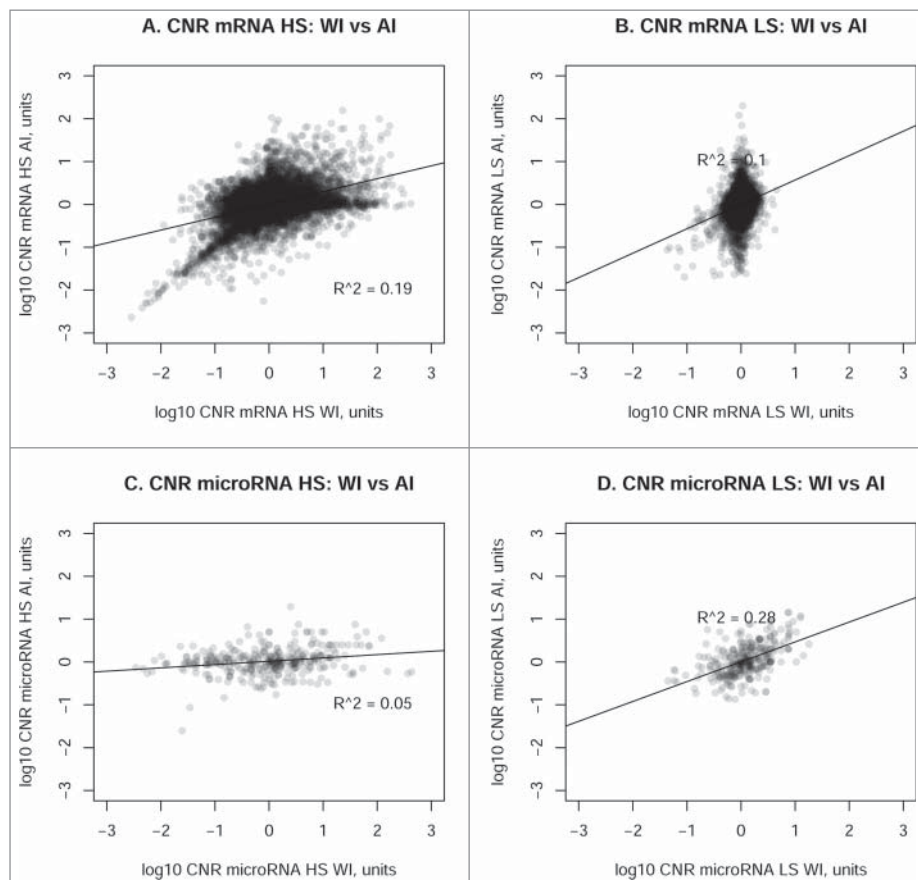 A. CNR mRNA HS: WI vs AI
log10 CNR mRNA HS AI, units
3
2
1
0
−1
−2
−3
R^2 = 0.19
−3 −2 −1 0 1 2 3
log10 CNR mRNA HS WI, units
B. CNR mRNA LS: WI vs AI
log10 CNR mRNA LS AI, units
3
2
1
0
−1
−2
−3
R^2 = 0.1
−3 −2 −1 0 1 2 3
log10 CNR mRNA LS WI, units
C. CNR microRNA HS: WI vs AI
log10 CNR microRNA HS AI, units
3
2
1
0
−1
−2
−3
R^2 = 0.05
−3 −2 −1 0 1 2 3
log10 CNR microRNA HS WI, units
D. CNR microRNA LS: WI vs AI
log10 CNR microRNA LS AI, units
3
2
1
0
−1
−2
−3
R^2 = 0.28
−3 −2 −1 0 1 2 3
log10 CNR microRNA LS WI, units